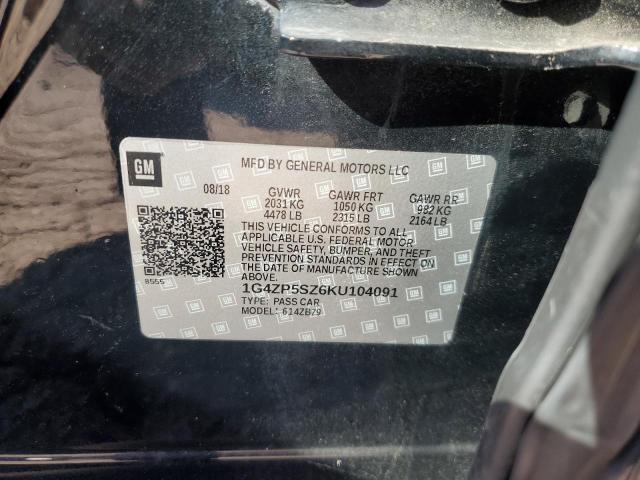 GM
MFD BY GENERAL MOTORS LLC
08/18 GVWR GAWR FRT GAWR RR
2031 KG 1050 KG 982 KG
4478 LB 2315 LB 2164 LB
THIS VEHICLE CONFORMS TO ALL
APPLICABLE U.S. FEDERAL MOTOR
VEHICLE SAFETY, BUMPER, AND THEFT
PREVENTION STANDARDS IN EFFECT ON
THE DATE OF MANUFACTURE SHOWN
ABOVE.
8555
1G4ZP5SZ6KU104091
TYPE: PASS CAR
MODEL: 614ZB79